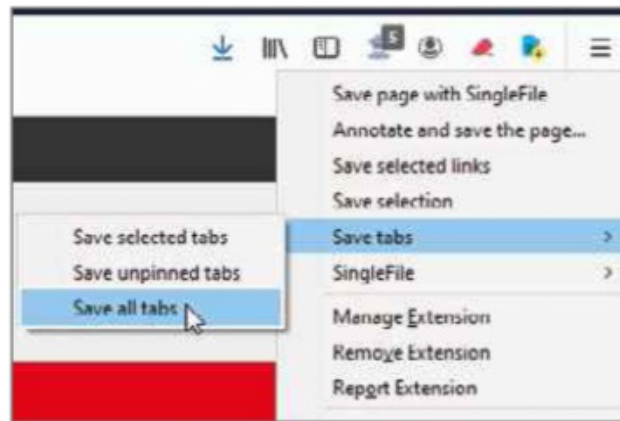 5
Save page with SingleFile
Annotate and save the page...
Save selected links
Save selection
Save tabs
SingleFile
Manage Extension
Remove Extension
Report Extension
Save selected tabs
Save unpinned tabs
Save all tabs